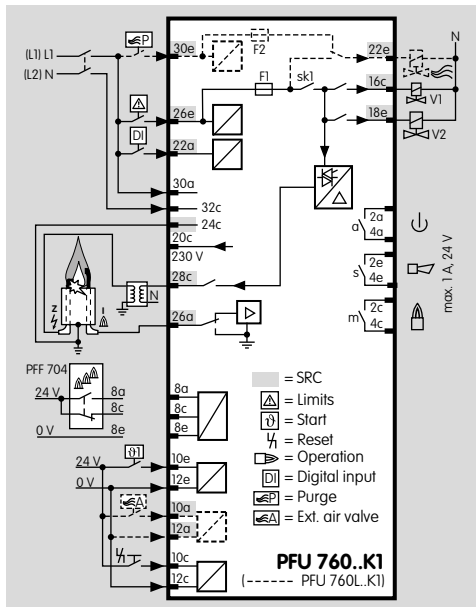 (L1) L1
(L2) N
P
30e
F2
22e
N
F1
sk1
16c
V1
26e
18e
V2
DI
22a
30a
32c
24c
20c
230 V
28c
N
26a
Z
I
a
2a
4a
s
2e
4e
m
2c
4c
max. 1 A, 24 V
PFF 704
24 V
8a
8c
0 V
8e
8a
8c
8e
= SRC
= Limits
ϑ = Start
= Reset
= Operation
DI = Digital input
P = Purge
A = Ext. air valve
24 V
ϑ1
10e
0 V
12e
A
10a
12a
10c
12c
PFU 760..K1
(------ PFU 760L..K1)